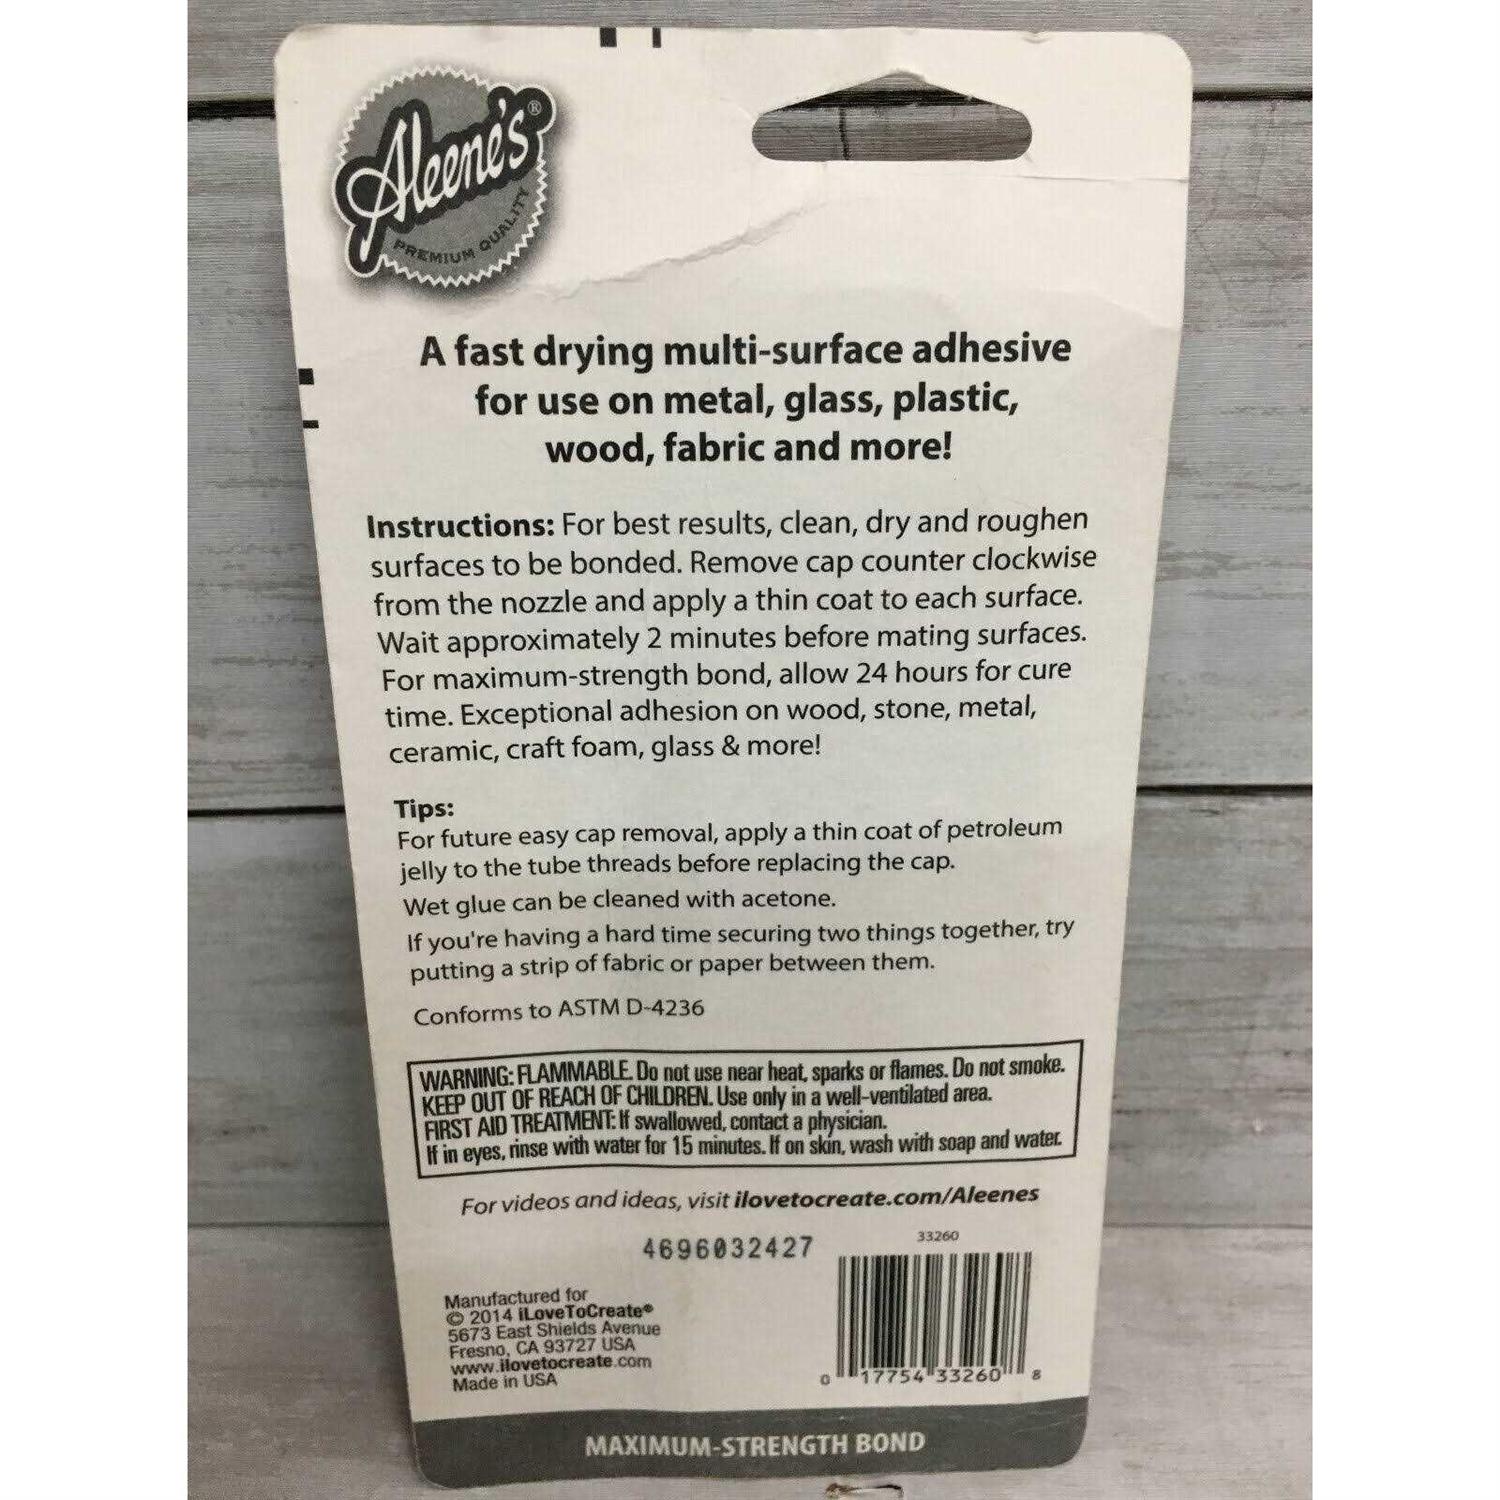 Aleene's®
PREMIUM QUALITY
A fast drying multi-surface adhesive
for use on metal, glass, plastic,
wood, fabric and more!
Instructions: For best results, clean, dry and roughen
surfaces to be bonded. Remove cap counter clockwise
from the nozzle and apply a thin coat to each surface.
Wait approximately 2 minutes before mating surfaces.
For maximum-strength bond, allow 24 hours for cure
time. Exceptional adhesion on wood, stone, metal,
ceramic, craft foam, glass & more!
Tips:
For future easy cap removal, apply a thin coat of petroleum
jelly to the tube threads before replacing the cap.
Wet glue can be cleaned with acetone.
If you're having a hard time securing two things together, try
putting a strip of fabric or paper between them.
Conforms to ASTM D-4236
WARNING: FLAMMABLE. Do not use near heat, sparks or flames. Do not smoke.
KEEP OUT OF REACH OF CHILDREN. Use only in a well-ventilated area.
FIRST AID TREATMENT: If swallowed, contact a physician.
If in eyes, rinse with water for 15 minutes. If on skin, wash with soap and water.
For videos and ideas, visit ilovetocreate.com/Aleenes
4696032427
33260
Manufactured for
© 2014 iLoveToCreate®
5673 East Shields Avenue
Fresno, CA 93727 USA
www.ilovetocreate.com
Made in USA
0 17754 33260 8
MAXIMUM-STRENGTH BOND